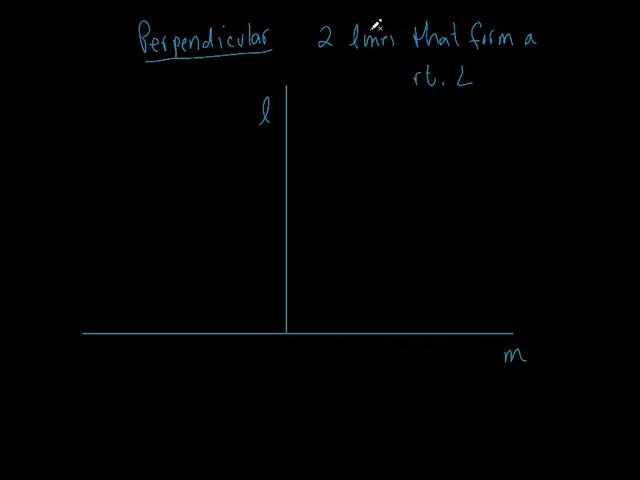 Perpendicular 2 lines that form a
rt. ∠
l
m